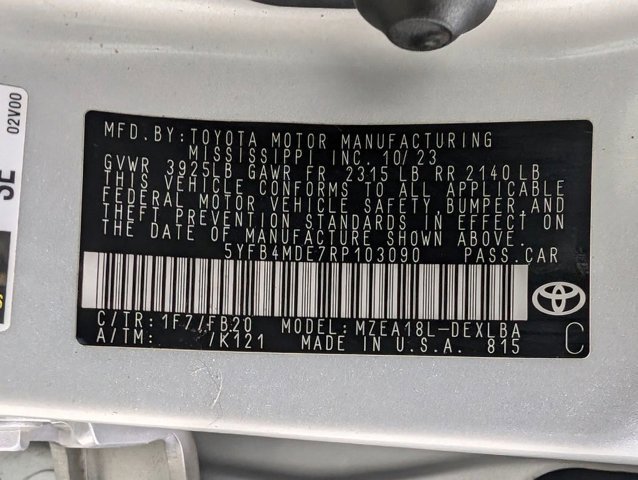 02V00
SE
MFD. BY: TOYOTA MOTOR MANUFACTURING
MISSISSIPPI INC. 10/23
GVWR 3925LB GAWR FR 2315 LB RR 2140 LB
THIS VEHICLE CONFORMS TO ALL APPLICABLE
FEDERAL MOTOR VEHICLE SAFETY BUMPER, AND
THEFT PREVENTION STANDARDS IN EFFECT ON
THE DATE OF MANUFACTURE SHOWN ABOVE.
5YFB4MDE7RP103090 PASS. CAR
C/TR: 1F7/FB20 MODEL: MZEA18L-DEXLBA
A/TM: /K121 MADE IN U.S.A. 815
C